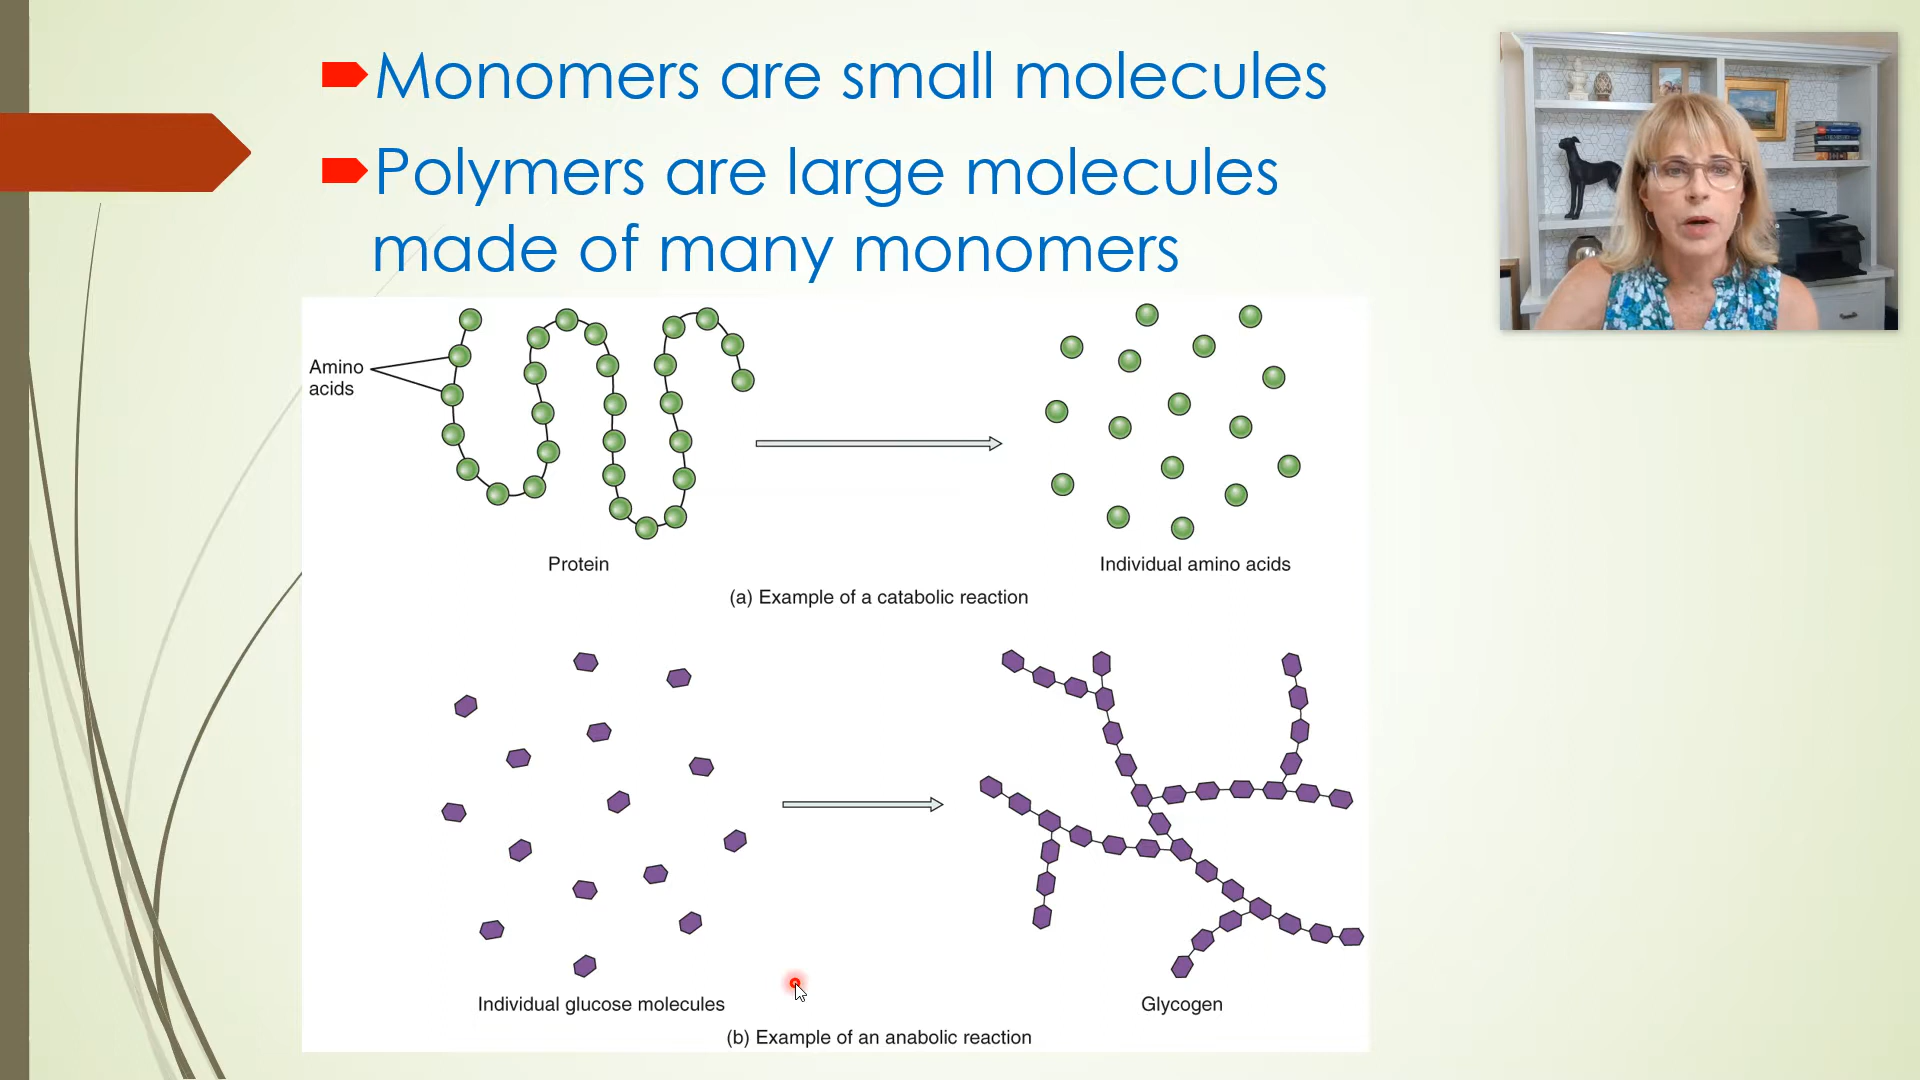 Monomers are small molecules
Polymers are large molecules
made of many monomers
Amino
acids
Protein
Individual amino acids
(a) Example of a catabolic reaction
Individual glucose molecules
Glycogen
(b) Example of an anabolic reaction